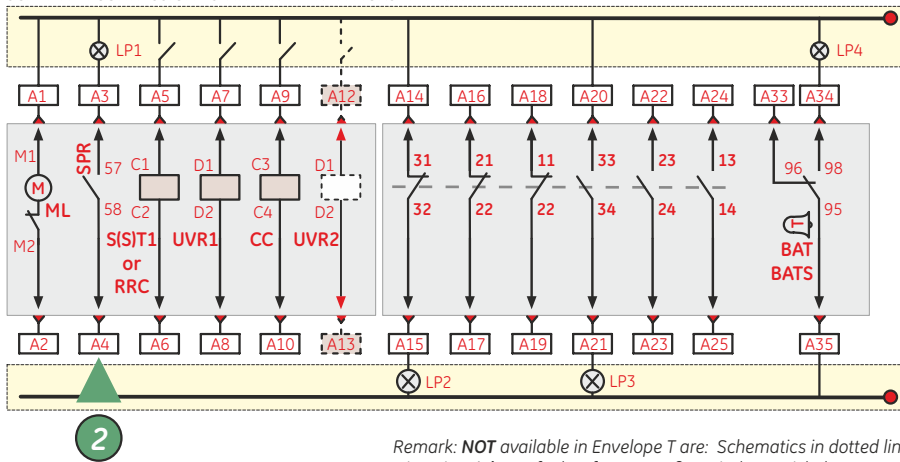 LP1 LP4
A1 A3 A5 A7 A9 A12 A14 A16 A18 A20 A22 A24 A33 A34
M1 SPR 57 C1 D1 C3 D1 31 21 11 33 23 13 96 98
M ML 58 C2 D2 C4 D2 32 22 22 34 24 14 95
M2 S(S)T1 UVR1 CC UVR2 T
or BAT
RRC BATS
A2 A4 A6 A8 A10 A13 A15 A17 A19 A21 A23 A25 A35
LP2 LP3
2
Remark: NOT available in Envelope T are: Schematics in dotted lin